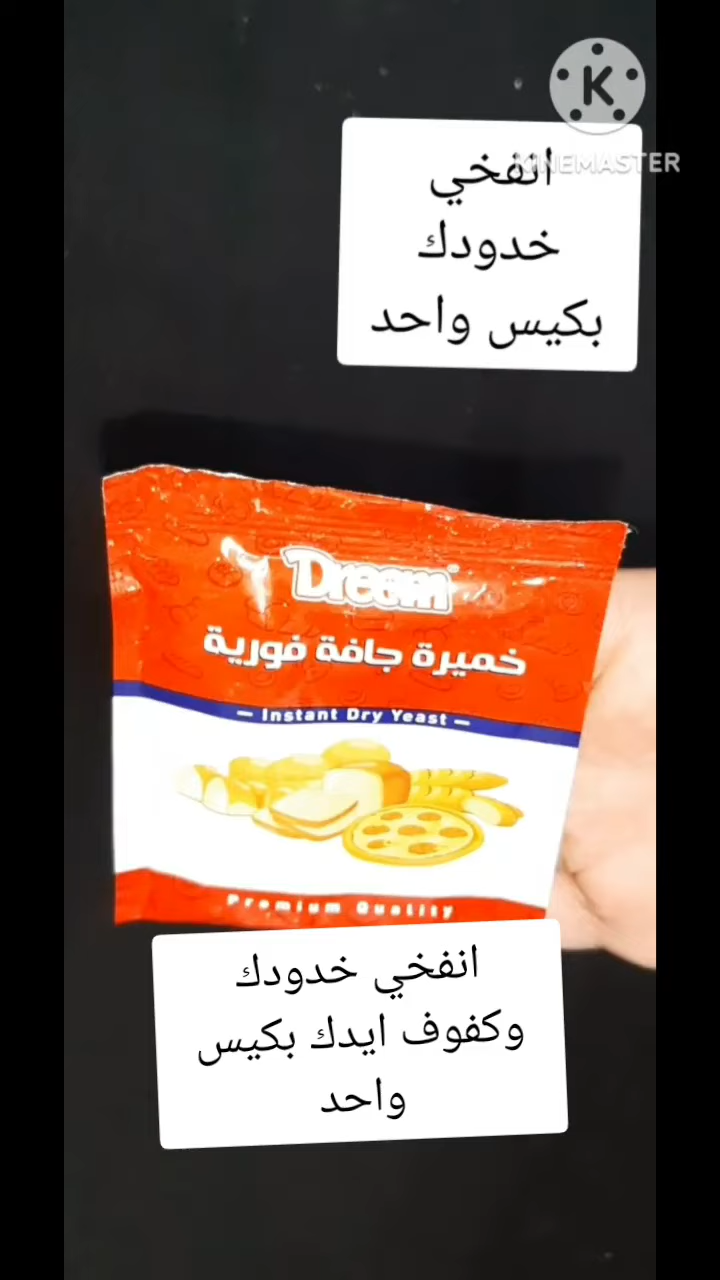 KINEMASTER
انفخي
خدودك
بكيس واحد
Dreem
خميرة جافة فورية
Instant Dry Yeast
Premium Quality
انفخي خدودك
وكفوف ايدك بكيس
واحد